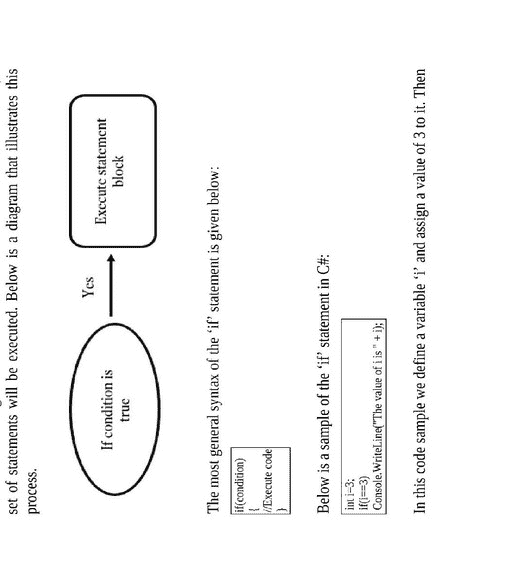 set of statements will be executed. Below is a diagram that illustrates this
process.
If condition is
true
Yes
Execute statement
block
The most general syntax of the ‘if’ statement is given below:
if(condition)
{
//Execute code
}
Below is a sample of the ‘if’ statement in C#:
int i=3;
if(i==3)
Console.WriteLine("The value of i is " + i);
In this code sample we define a variable ‘i’ and assign a value of 3 to it. Then